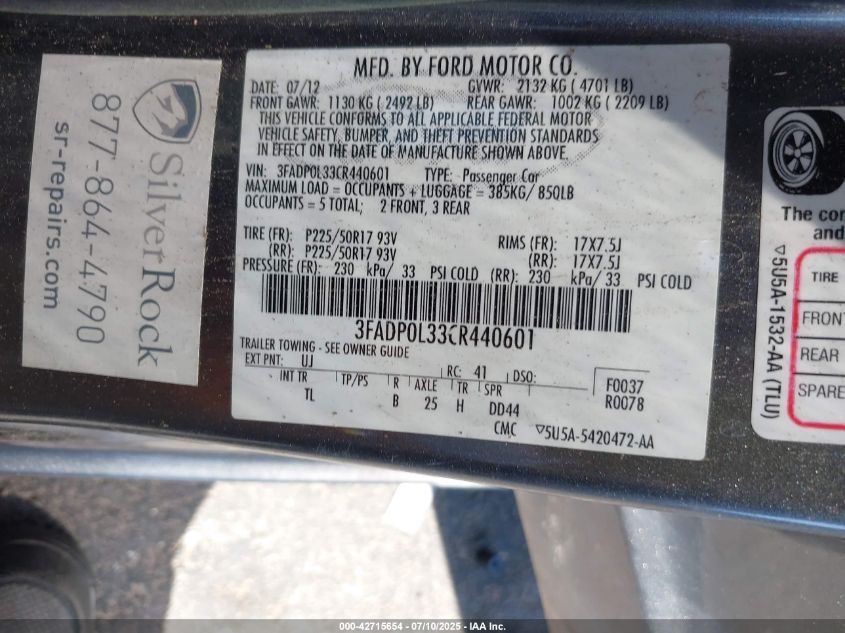 SilverRock
877-864-4790
sr-repairs.com
MFD. BY FORD MOTOR CO.
DATE: 07/12 GVWR: 2132 KG ( 4701 LB)
FRONT GAWR: 1130 KG ( 2492 LB) REAR GAWR: 1002 KG ( 2209 LB)
THIS VEHICLE CONFORMS TO ALL APPLICABLE FEDERAL MOTOR
VEHICLE SAFETY, BUMPER, AND THEFT PREVENTION STANDARDS
IN EFFECT ON THE DATE OF MANUFACTURE SHOWN ABOVE.
VIN: 3FADP0L33CR440601 TYPE: Passenger Car
MAXIMUM LOAD = OCCUPANTS + LUGGAGE = 385KG/ 850LB
OCCUPANTS = 5 TOTAL; 2 FRONT, 3 REAR
TIRE (FR): P225/50R17 93V RIMS (FR): 17X7.5J
(RR): P225/50R17 93V (RR): 17X7.5J
PRESSURE (FR): 230 kPa/ 33 PSI COLD (RR): 230 kPa/ 33 PSI COLD
3FADP0L33CR440601
TRAILER TOWING - SEE OWNER GUIDE
EXT PNT: UJ RC: 41 DSO:
INT TR TP/PS R AXLE TR SPR F0037
TL B 25 H DD44 R0078
CMC ▽5U5A-5420472-AA
The con
and
▽5U5A-1532-AA (TLU)
TIRE
FRONT
REAR
SPARE
000-42715654 / 07/10/2025 - IAA Inc.